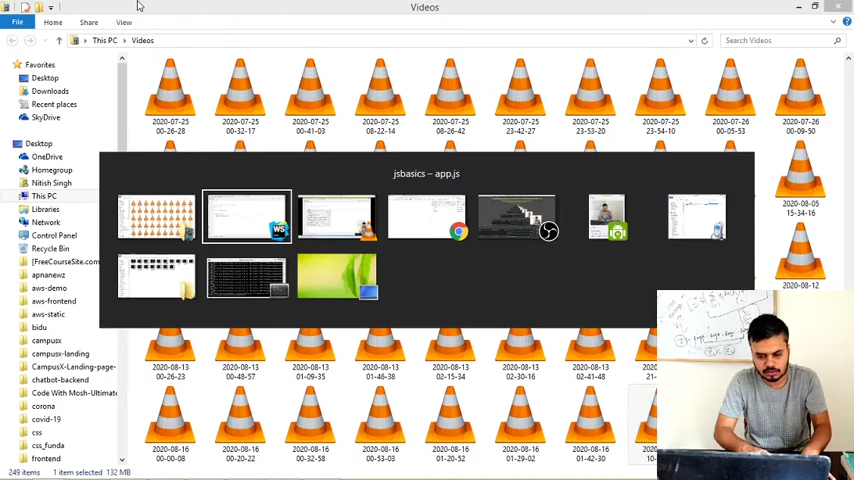 Videos
File
Home
Share
View
This PC
Videos
Search Videos
Favorites
Desktop
Downloads
Recent places
SkyDrive
Desktop
OneDrive
Homegroup
Nitish Singh
This PC
Libraries
Network
Control Panel
Recycle Bin
[FreeCourseSite.com
apnanewz
aws-demo
aws-frontend
aws-static
bidu
campusx
campusx-landing
CampusX-Landing-page-
chatbot-backend
Code With Mosh-Ultimate
corona
covid-19
css
css_funda
frontend
2020-07-25 00-26-28
2020-07-25 00-32-17
2020-07-25 00-41-03
2020-07-25 08-22-14
2020-07-25 08-26-42
2020-07-25 23-42-27
2020-07-25 23-53-20
2020-07-25 23-54-10
2020-07-26 00-05-53
2020-07-26 00-09-50
jsbasics – app.js
WS
2020-08-05 15-34-16
2020-08-12
2020-08-13 00-26-23
2020-08-13 00-48-57
2020-08-13 01-09-35
2020-08-13 01-46-38
2020-08-13 02-15-34
2020-08-13 02-30-16
2020-08-13 02-41-48
2020-08-16 00-00-08
2020-08-16 00-20-22
2020-08-16 00-32-58
2020-08-16 00-53-03
2020-08-16 01-20-52
2020-08-16 01-29-02
2020-08-16 01-42-30
249 items
1 item selected
132 MB